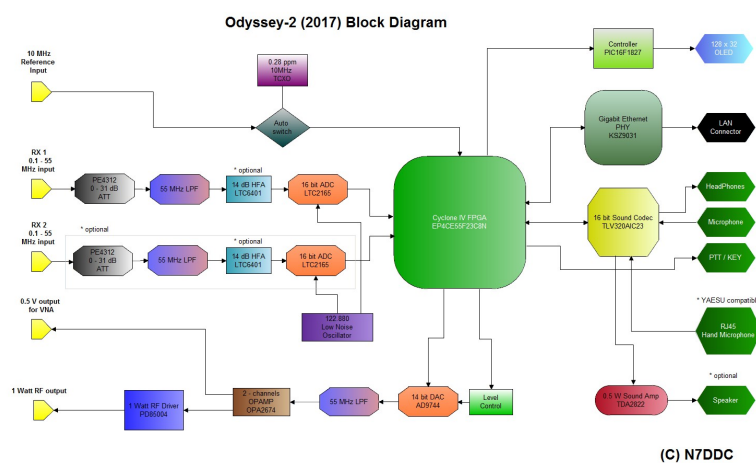 Odyssey-2 (2017) Block Diagram
10 MHz
Reference
Input
0.28 ppm
10MHz
TCXO
Auto
switch
Controller
PIC16F1827
128 x 32
OLED
Gigabit Ethernet
PHY
KSZ9031
LAN
Connector
RX 1
0.1 - 55
MHz input
PE4312
0 - 31 dB
ATT
55 MHz LPF
* optional
14 dB HFA
LTC6401
16 bit ADC
LTC2165
Cyclone IV FPGA
EP4CE55F23C8N
16 bit Sound Codec
TLV320AIC23
HeadPhones
Microphone
PTT / KEY
RX 2
0.1 - 55
MHz input
* optional
PE4312
0 - 31 dB
ATT
55 MHz LPF
* optional
14 dB HFA
LTC6401
16 bit ADC
LTC2165
122.880
Low Noise
Oscillator
* YAESU compatible
RJ45
Hand Microphone
0.5 V output
for VNA
1 Watt RF output
1 Watt RF Driver
PD85004
2 - channels
OPAMP
OPA2674
55 MHz LPF
14 bit DAC
AD9744
Level
Control
0.5 W Sound Amp
TDA2822
* optional
Speaker
(C) N7DDC